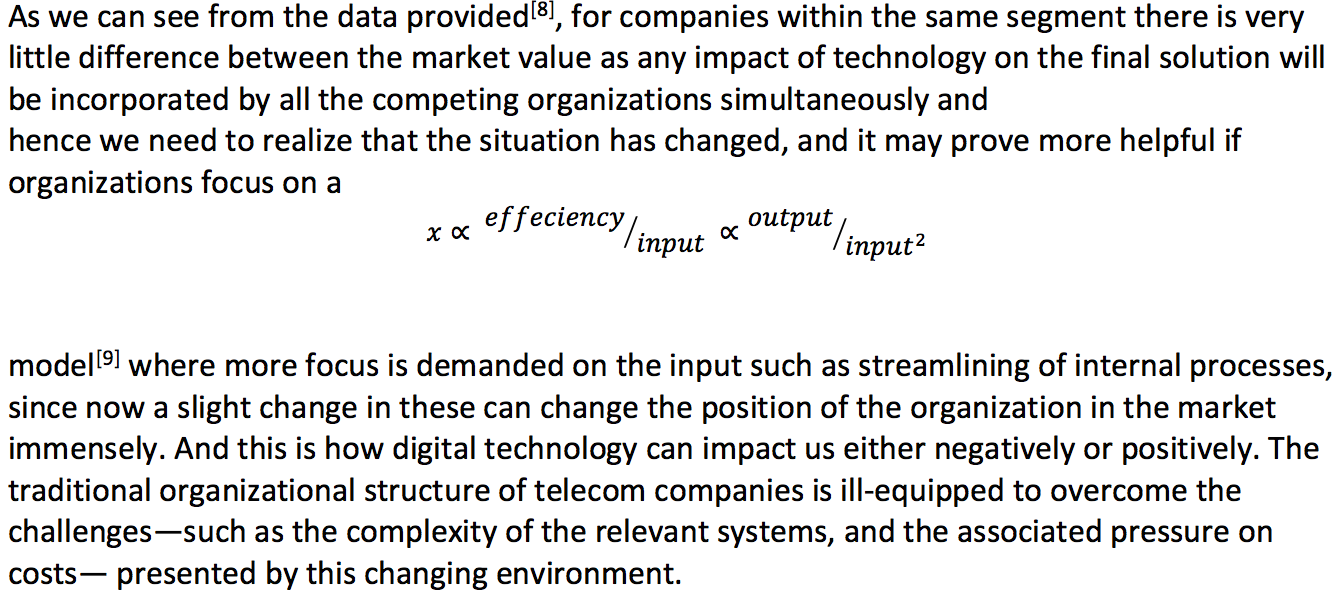 As we can see from the data provided[8], for companies within the same segment there is very
little difference between the market value as any impact of technology on the final solution will
be incorporated by all the competing organizations simultaneously and
hence we need to realize that the situation has changed, and it may prove more helpful if
organizations focus on a
x ∝ effeciency/input ∝ output/input²
model[9] where more focus is demanded on the input such as streamlining of internal processes,
since now a slight change in these can change the position of the organization in the market
immensely. And this is how digital technology can impact us either negatively or positively. The
traditional organizational structure of telecom companies is ill-equipped to overcome the
challenges—such as the complexity of the relevant systems, and the associated pressure on
costs— presented by this changing environment.